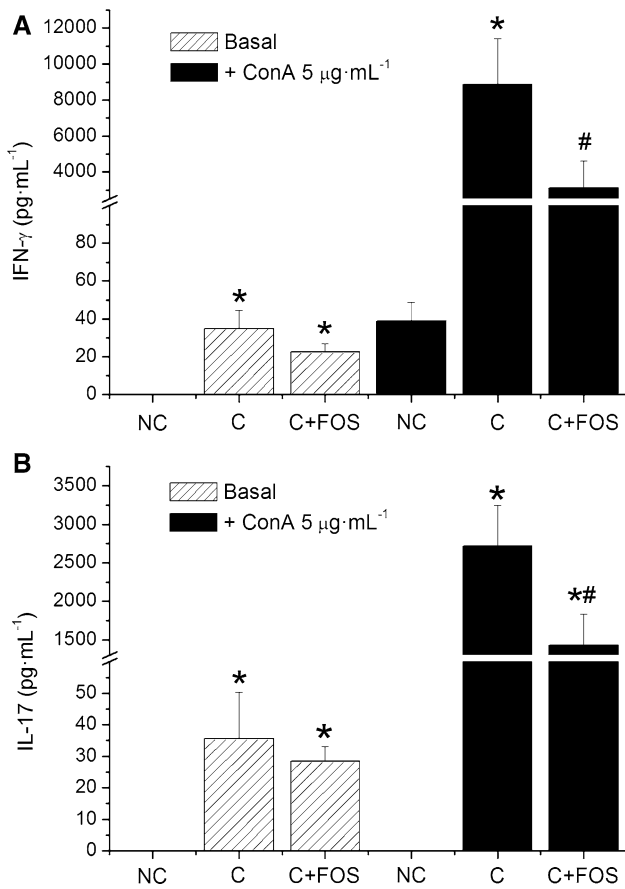 A
Basal
+ ConA 5 μg·mL⁻¹
IFN-γ (pg·mL⁻¹)
12000
10000
8000
6000
4000
80
60
40
20
0
*
*
*
#
NC
C
C+FOS
NC
C
C+FOS
B
Basal
+ ConA 5 μg·mL⁻¹
IL-17 (pg·mL⁻¹)
3500
3000
2500
2000
1500
50
40
30
20
10
0
*
*
*
*#
NC
C
C+FOS
NC
C
C+FOS